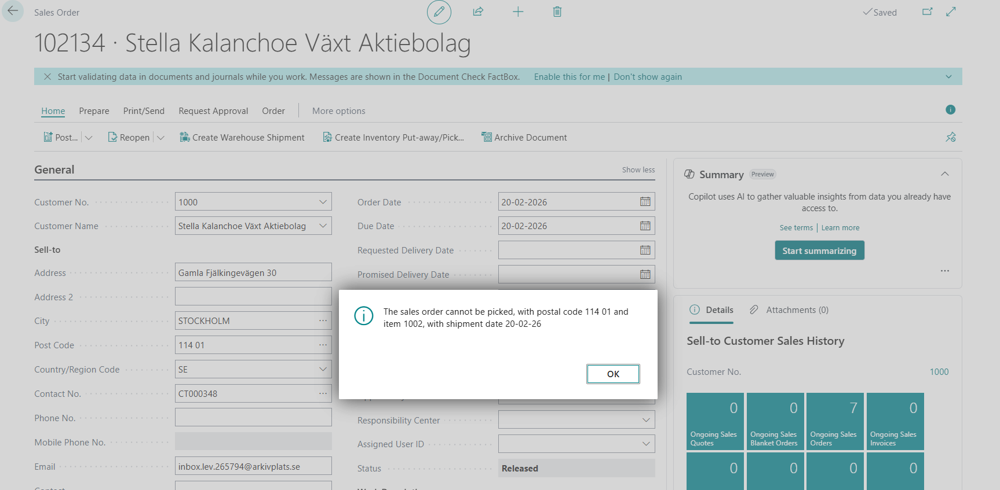 Sales Order
Saved
102134 · Stella Kalanchoe Växt Aktiebolag
Start validating data in documents and journals while you work. Messages are shown in the Document Check FactBox. Enable this for me | Don't show again
Home Prepare Print/Send Request Approval Order More options
Post... Reopen Create Warehouse Shipment Create Inventory Put-away/Pick... Archive Document
General
Show less
Customer No. 1000
Customer Name Stella Kalanchoe Växt Aktiebolag
Sell-to
Address Gamla Fjälkingevägen 30
Address 2
City STOCKHOLM
Post Code 114 01
Country/Region Code SE
Contact No. CT000348
Phone No.
Mobile Phone No.
Email inbox.lev.265794@arkivplats.se
Order Date 20-02-2026
Due Date 20-02-2026
Requested Delivery Date
Promised Delivery Date
The sales order cannot be picked, with postal code 114 01 and
item 1002, with shipment date 20-02-26
OK
Responsibility Center
Assigned User ID
Status Released
Summary Preview
Copilot uses AI to gather valuable insights from data you already have
access to.
See terms | Learn more
Start summarizing
Details Attachments (0)
Sell-to Customer Sales History
Customer No. 1000
0 0 7 0
Ongoing Sales Quotes
Ongoing Sales Blanket Orders
Ongoing Sales Orders
Ongoing Sales Invoices
0 0 0 0